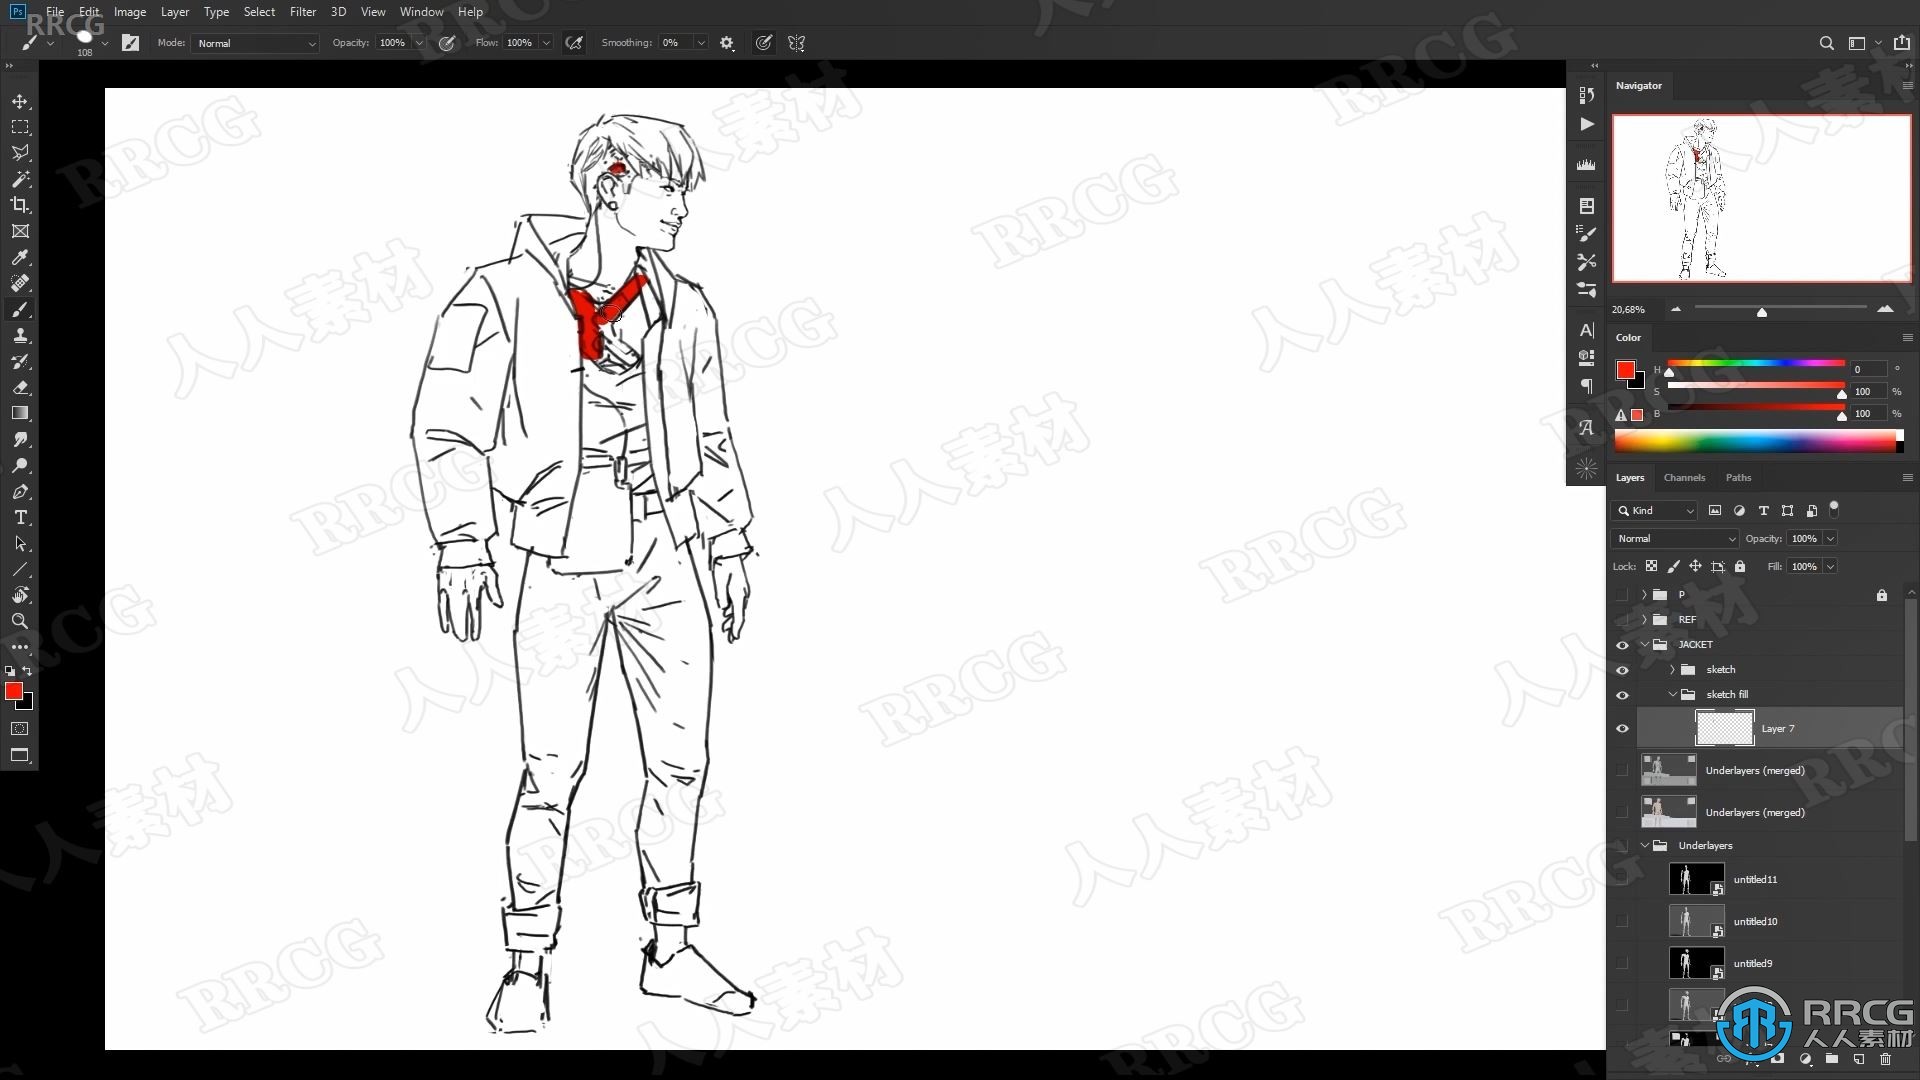 Ps File Edit Image Layer Type Select Filter 3D View Window Help
RRCG
108 Mode: Normal Opacity: 100% Flow: 100% Smoothing: 0%
Navigator
20,68%
Color
H 0 °
S 100 %
B 100 %
Layers Channels Paths
Kind
Normal Opacity: 100%
Lock: Fill: 100%
P
REF
JACKET
sketch
sketch fill
Layer 7
Underlayers (merged)
Underlayers (merged)
Underlayers
untitled11
untitled10
untitled9
RRCG
人人素材